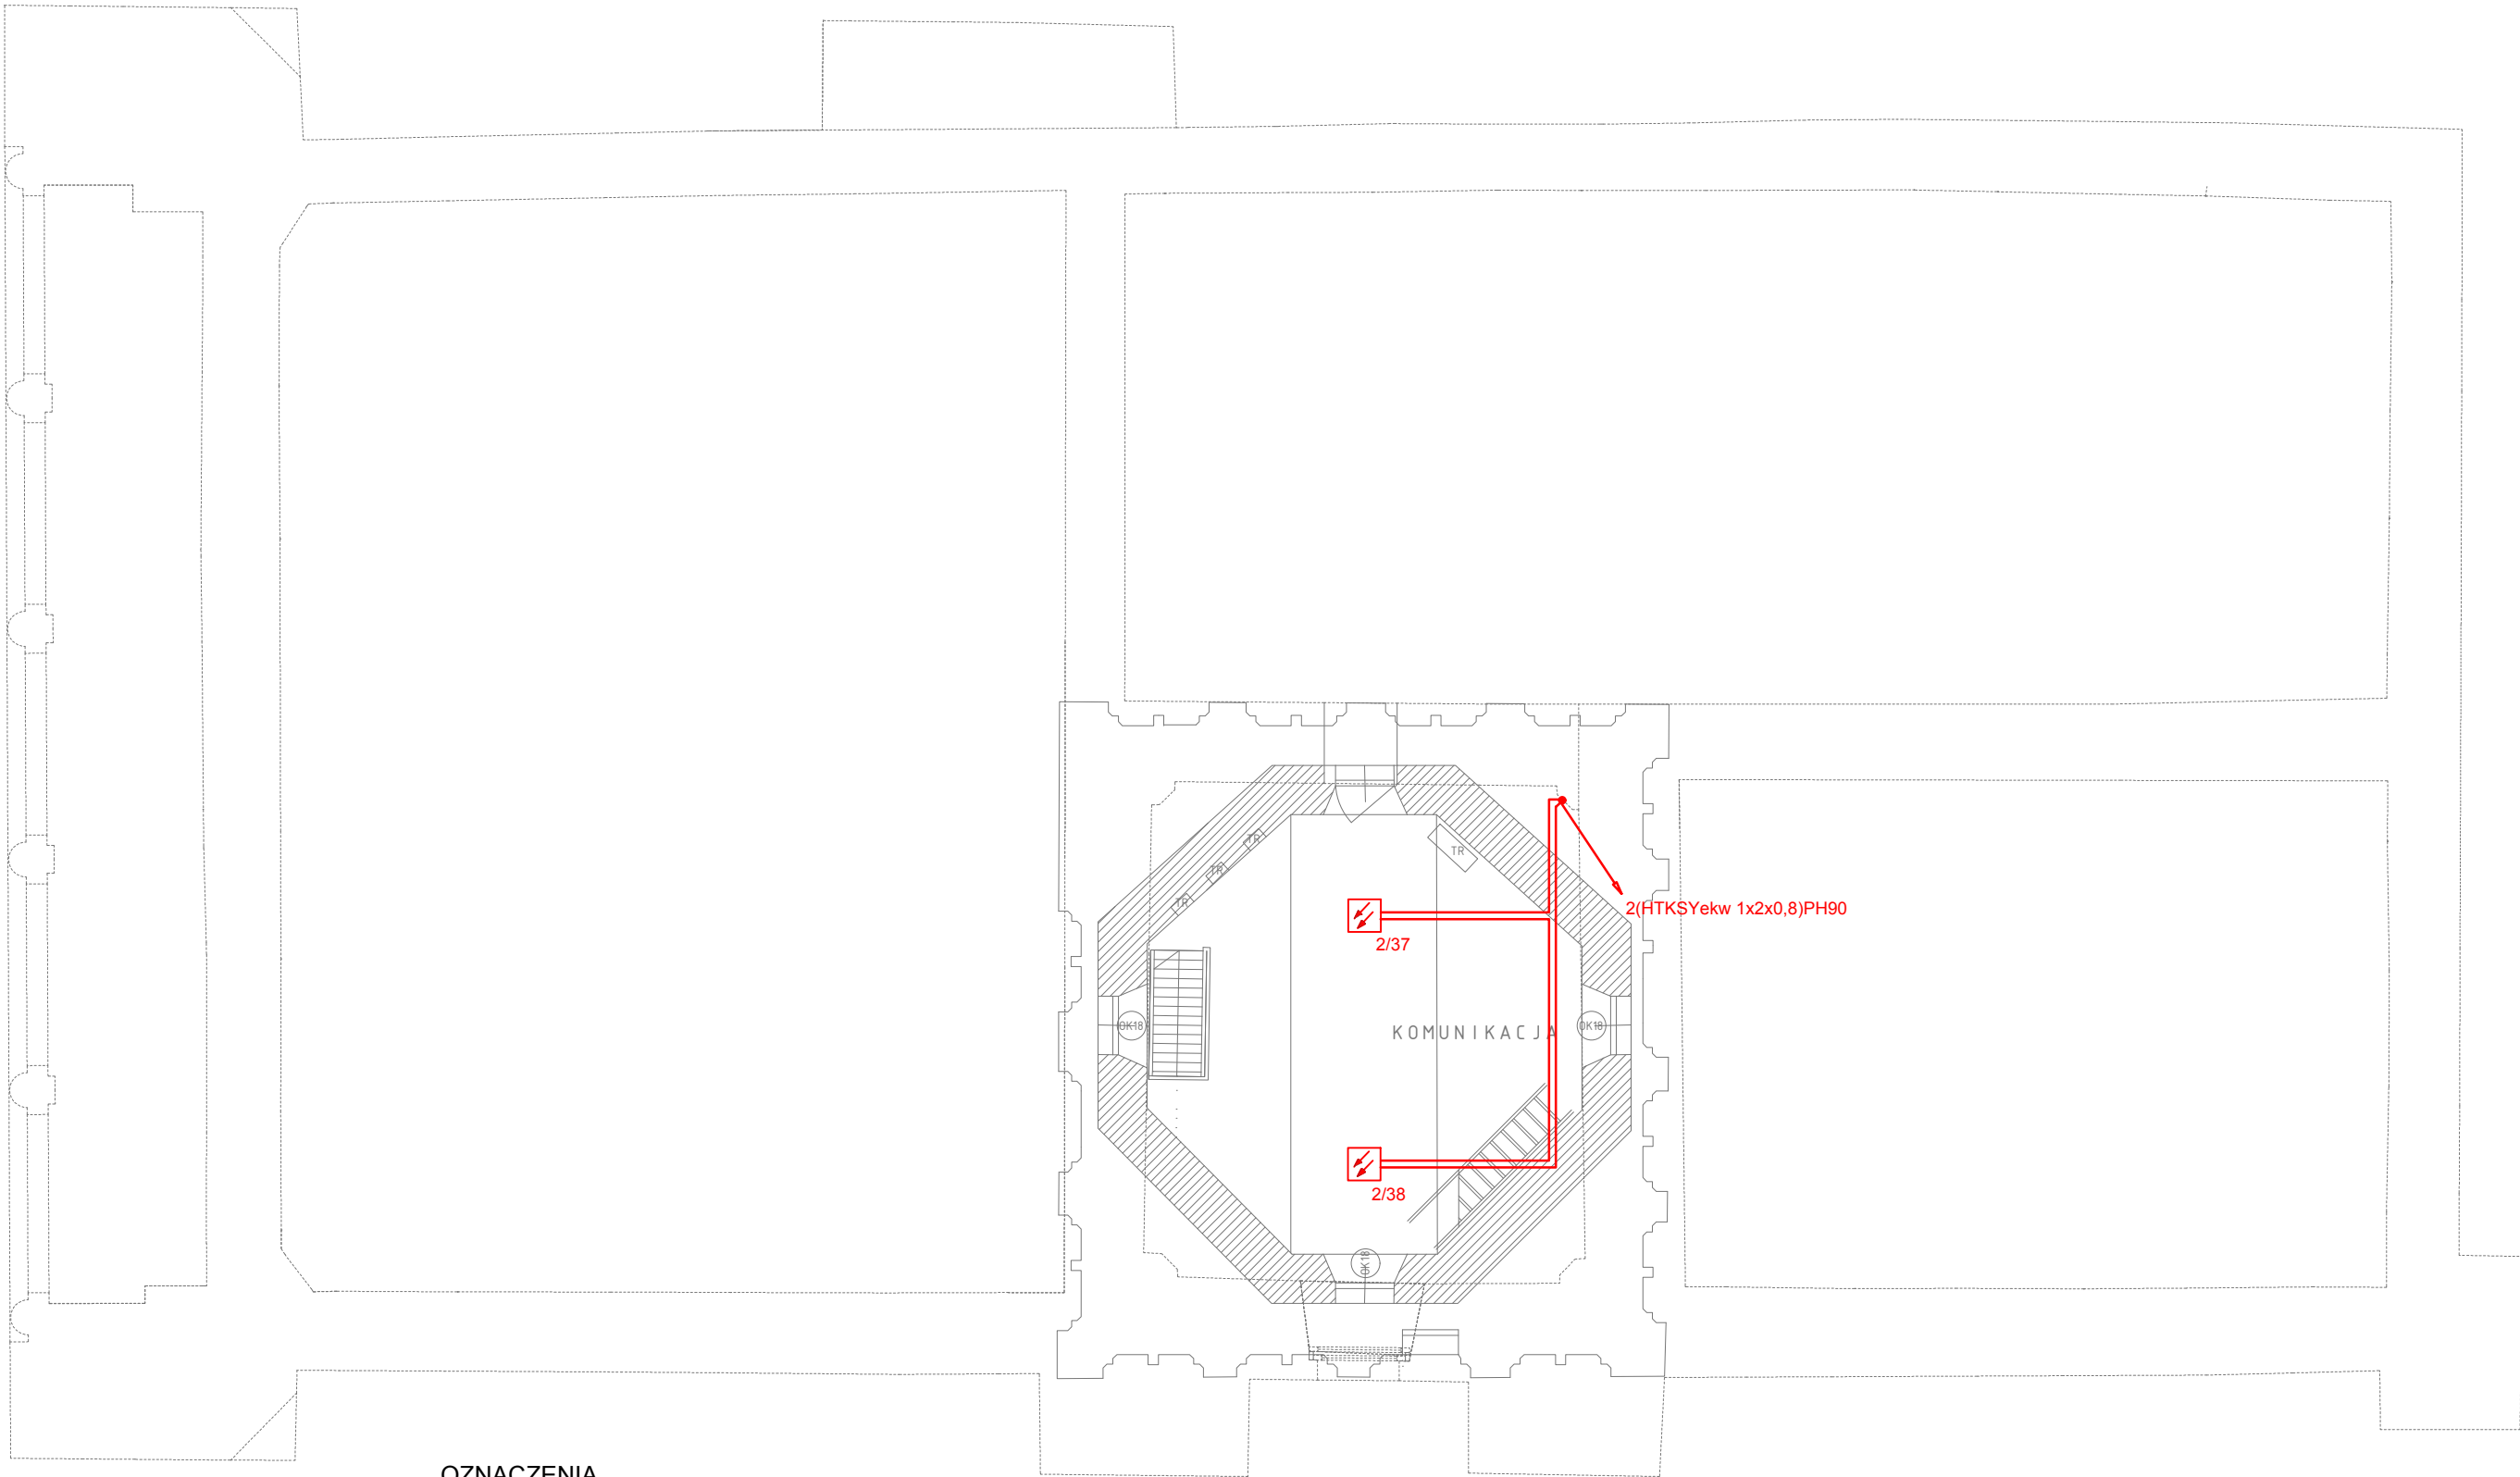 TR
TR
TR
TR
2(HTKSYekw 1x2x0,8)PH90
2/37
OK18
KOMUNIKACJA
OK18
2/38
OK18
OZNACZENIA